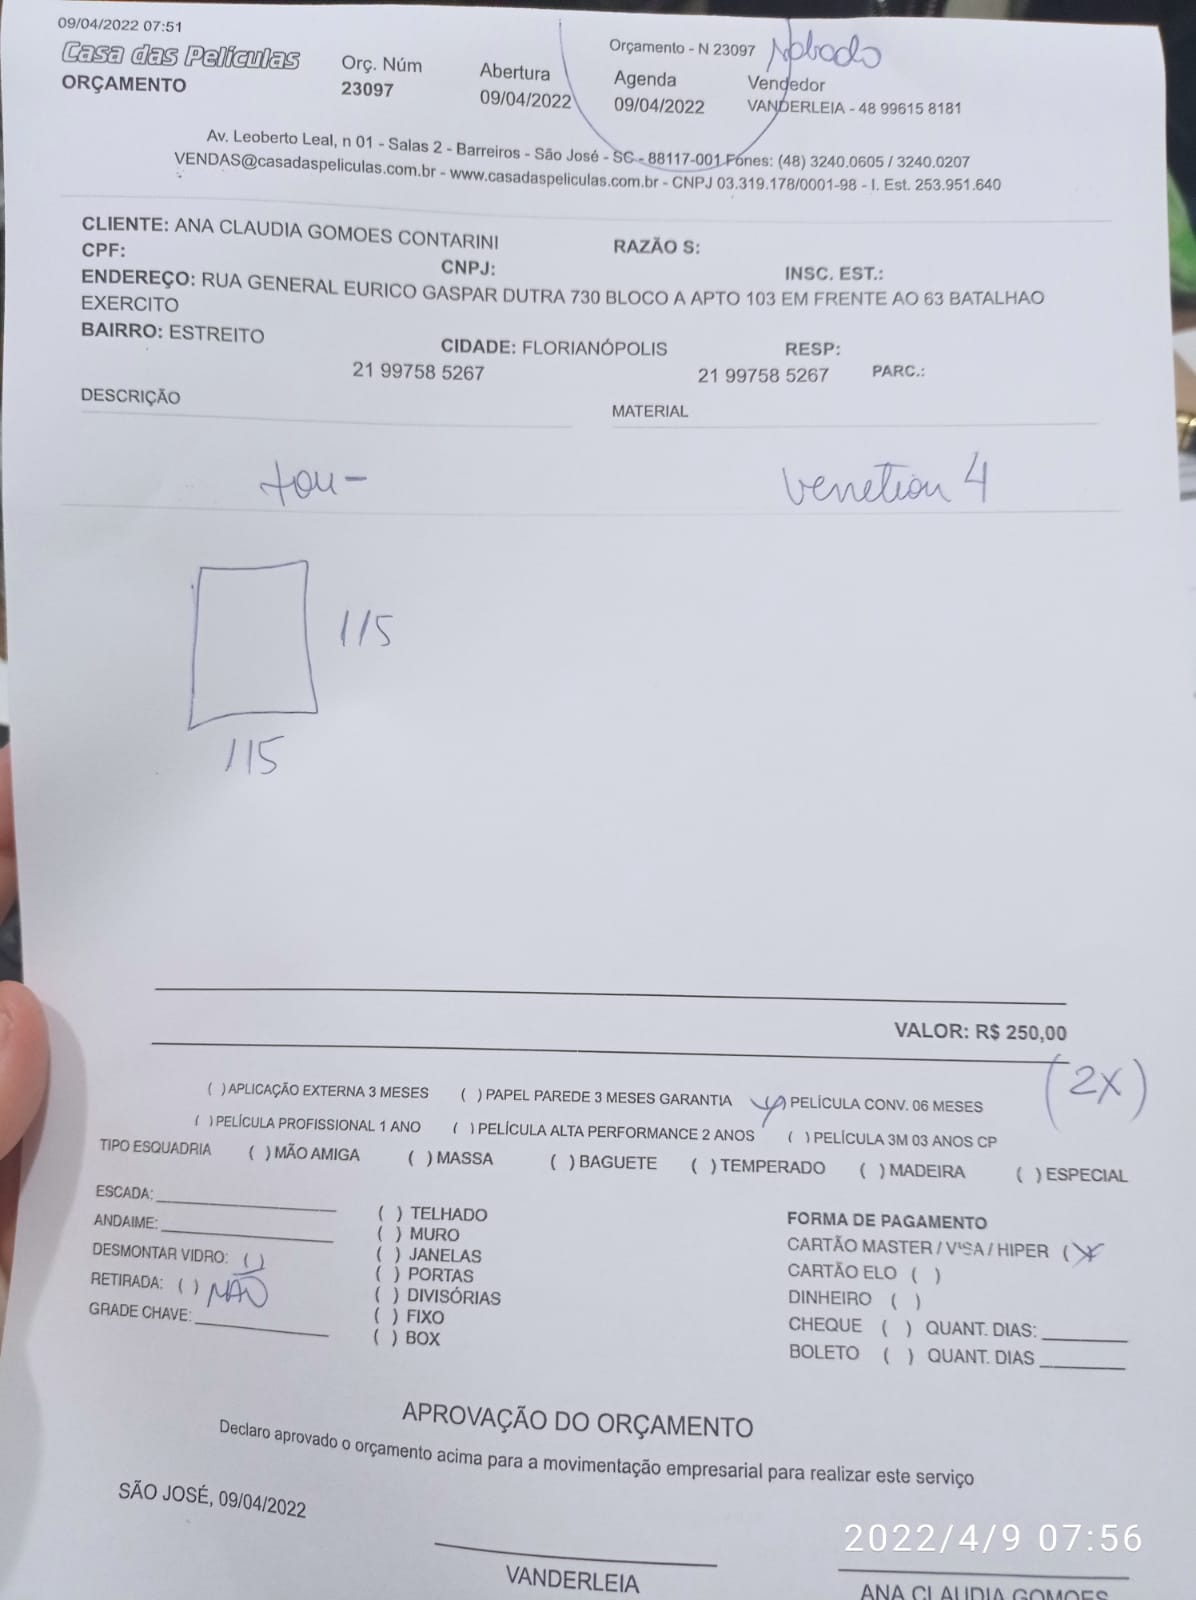 09/04/2022 07:51
Orçamento - N 23097
Casa das Películas
ORÇAMENTO
Orç. Núm
23097
Abertura
09/04/2022
Agenda
09/04/2022
Vendedor
VANDERLEIA - 48 99615 8181
Av. Leoberto Leal, n 01 - Salas 2 - Barreiros - São José - SC - 88117-001 Fones: (48) 3240.0605 / 3240.0207
VENDAS@casadaspeliculas.com.br - www.casadaspeliculas.com.br - CNPJ 03.319.178/0001-98 - I. Est. 253.951.640
CLIENTE: ANA CLAUDIA GOMOES CONTARINI
RAZÃO S:
CPF:
CNPJ:
INSC. EST.:
ENDEREÇO: RUA GENERAL EURICO GASPAR DUTRA 730 BLOCO A APTO 103 EM FRENTE AO 63 BATALHAO
EXERCITO
BAIRRO: ESTREITO
CIDADE: FLORIANÓPOLIS
RESP:
21 99758 5267
21 99758 5267
PARC.:
DESCRIÇÃO
MATERIAL
venetion 4
115
115
VALOR: R$ 250,00
(2X)
( ) APLICAÇÃO EXTERNA 3 MESES ( ) PAPEL PAREDE 3 MESES GARANTIA PELÍCULA CONV. 06 MESES
( ) PELÍCULA PROFISSIONAL 1 ANO ( ) PELÍCULA ALTA PERFORMANCE 2 ANOS ( ) PELÍCULA 3M 03 ANOS CP
TIPO ESQUADRIA ( ) MÃO AMIGA ( ) MASSA ( ) BAGUETE ( ) TEMPERADO ( ) MADEIRA ( ) ESPECIAL
ESCADA:
ANDAIME:
DESMONTAR VIDRO: ( )
RETIRADA: ( ) NÃO
GRADE CHAVE:
( ) TELHADO
( ) MURO
( ) JANELAS
( ) PORTAS
( ) DIVISÓRIAS
( ) FIXO
( ) BOX
FORMA DE PAGAMENTO
CARTÃO MASTER / VISA / HIPER (X
CARTÃO ELO ( )
DINHEIRO ( )
CHEQUE ( ) QUANT. DIAS:
BOLETO ( ) QUANT. DIAS
APROVAÇÃO DO ORÇAMENTO
Declaro aprovado o orçamento acima para a movimentação empresarial para realizar este serviço
SÃO JOSÉ, 09/04/2022
2022/4/9 07:56
VANDERLEIA
ANA CLAUDIA GOMOES